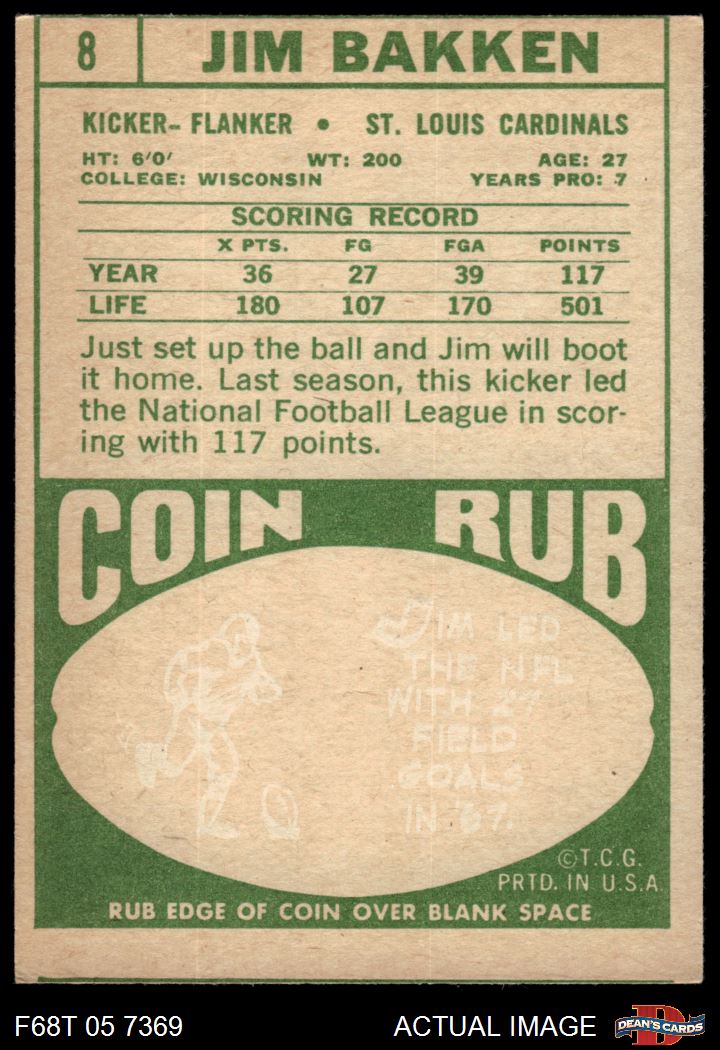 8 JIM BAKKEN
KICKER- FLANKER • ST. LOUIS CARDINALS
HT: 6'0' WT: 200 AGE: 27
COLLEGE: WISCONSIN YEARS PRO: 7
SCORING RECORD
X PTS. FG FGA POINTS
YEAR 36 27 39 117
LIFE 180 107 170 501
Just set up the ball and Jim will boot
it home. Last season, this kicker led
the National Football League in scor-
ing with 117 points.
COIN RUB
JIM LED
THE NFL
WITH 27
FIELD
GOALS
IN '67.
©T.C.G.
PRTD. IN U.S.A.
RUB EDGE OF COIN OVER BLANK SPACE
F68T 05 7369 ACTUAL IMAGE D DEAN'S CARDS